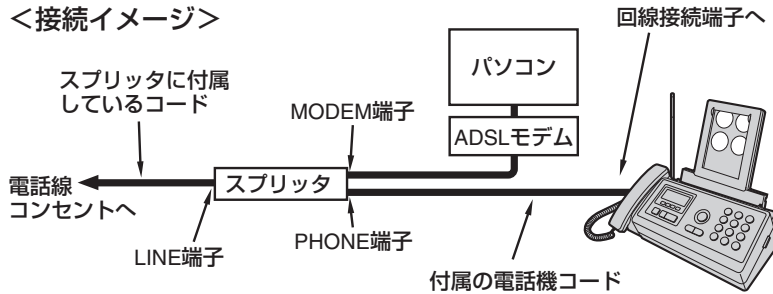 ＜接続イメージ＞
回線接続端子へ
パソコン
スプリッタに付属
しているコード
MODEM端子
ADSLモデム
電話線
コンセントへ
スプリッタ
LINE端子
PHONE端子
付属の電話機コード